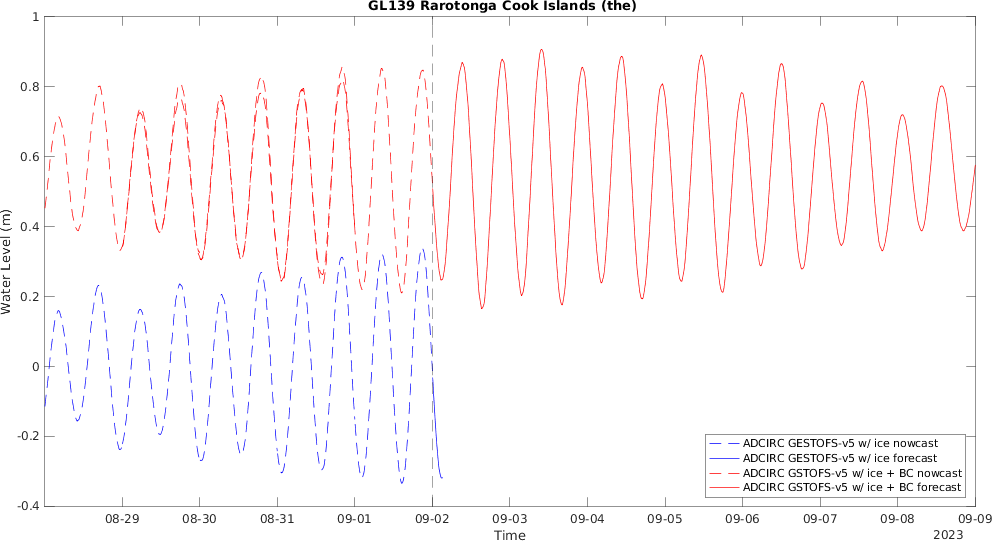 GL139 Rarotonga Cook Islands (the)
Water Level (m)
1
0.8
0.6
0.4
0.2
0
-0.2
-0.4
ADCIRC GESTOFS-v5 w/ ice nowcast
ADCIRC GESTOFS-v5 w/ ice forecast
ADCIRC GSTOFS-v5 w/ ice + BC nowcast
ADCIRC GSTOFS-v5 w/ ice + BC forecast
08-29 08-30 08-31 09-01 09-02 09-03 09-04 09-05 09-06 09-07 09-08 09-09
Time
2023